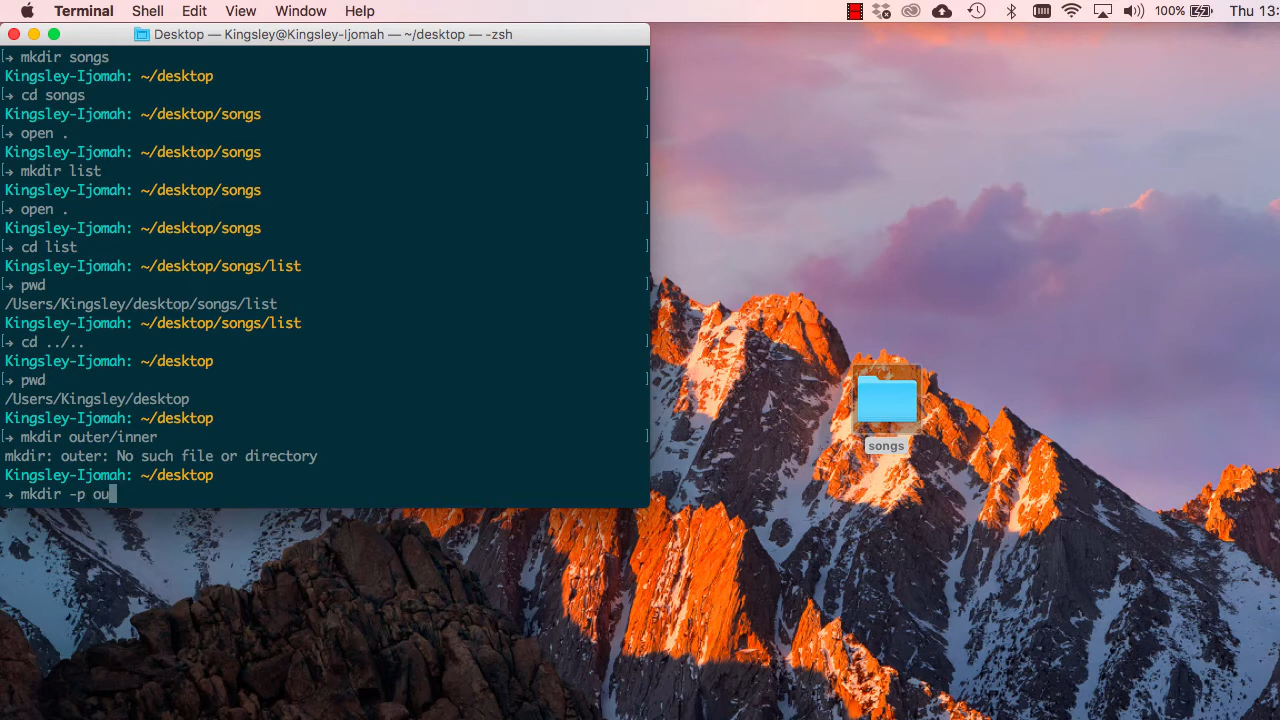 Terminal Shell Edit View Window Help 100% Thu 13:
Desktop — Kingsley@Kingsley-Ijomah — ~/desktop — -zsh
[→ mkdir songs ]
Kingsley-Ijomah: ~/desktop
[→ cd songs ]
Kingsley-Ijomah: ~/desktop/songs
[→ open . ]
Kingsley-Ijomah: ~/desktop/songs
[→ mkdir list ]
Kingsley-Ijomah: ~/desktop/songs
[→ open . ]
Kingsley-Ijomah: ~/desktop/songs
[→ cd list ]
Kingsley-Ijomah: ~/desktop/songs/list
[→ pwd ]
/Users/Kingsley/desktop/songs/list
Kingsley-Ijomah: ~/desktop/songs/list
[→ cd ../.. ]
Kingsley-Ijomah: ~/desktop
[→ pwd ]
/Users/Kingsley/desktop
Kingsley-Ijomah: ~/desktop
[→ mkdir outer/inner ]
mkdir: outer: No such file or directory
Kingsley-Ijomah: ~/desktop
→ mkdir -p ou
songs